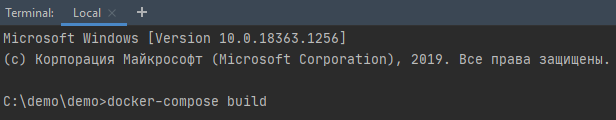 Terminal: Local × +
Microsoft Windows [Version 10.0.18363.1256]
(c) Корпорация Майкрософт (Microsoft Corporation), 2019. Все права защищены.
C:\demo\demo>docker-compose build